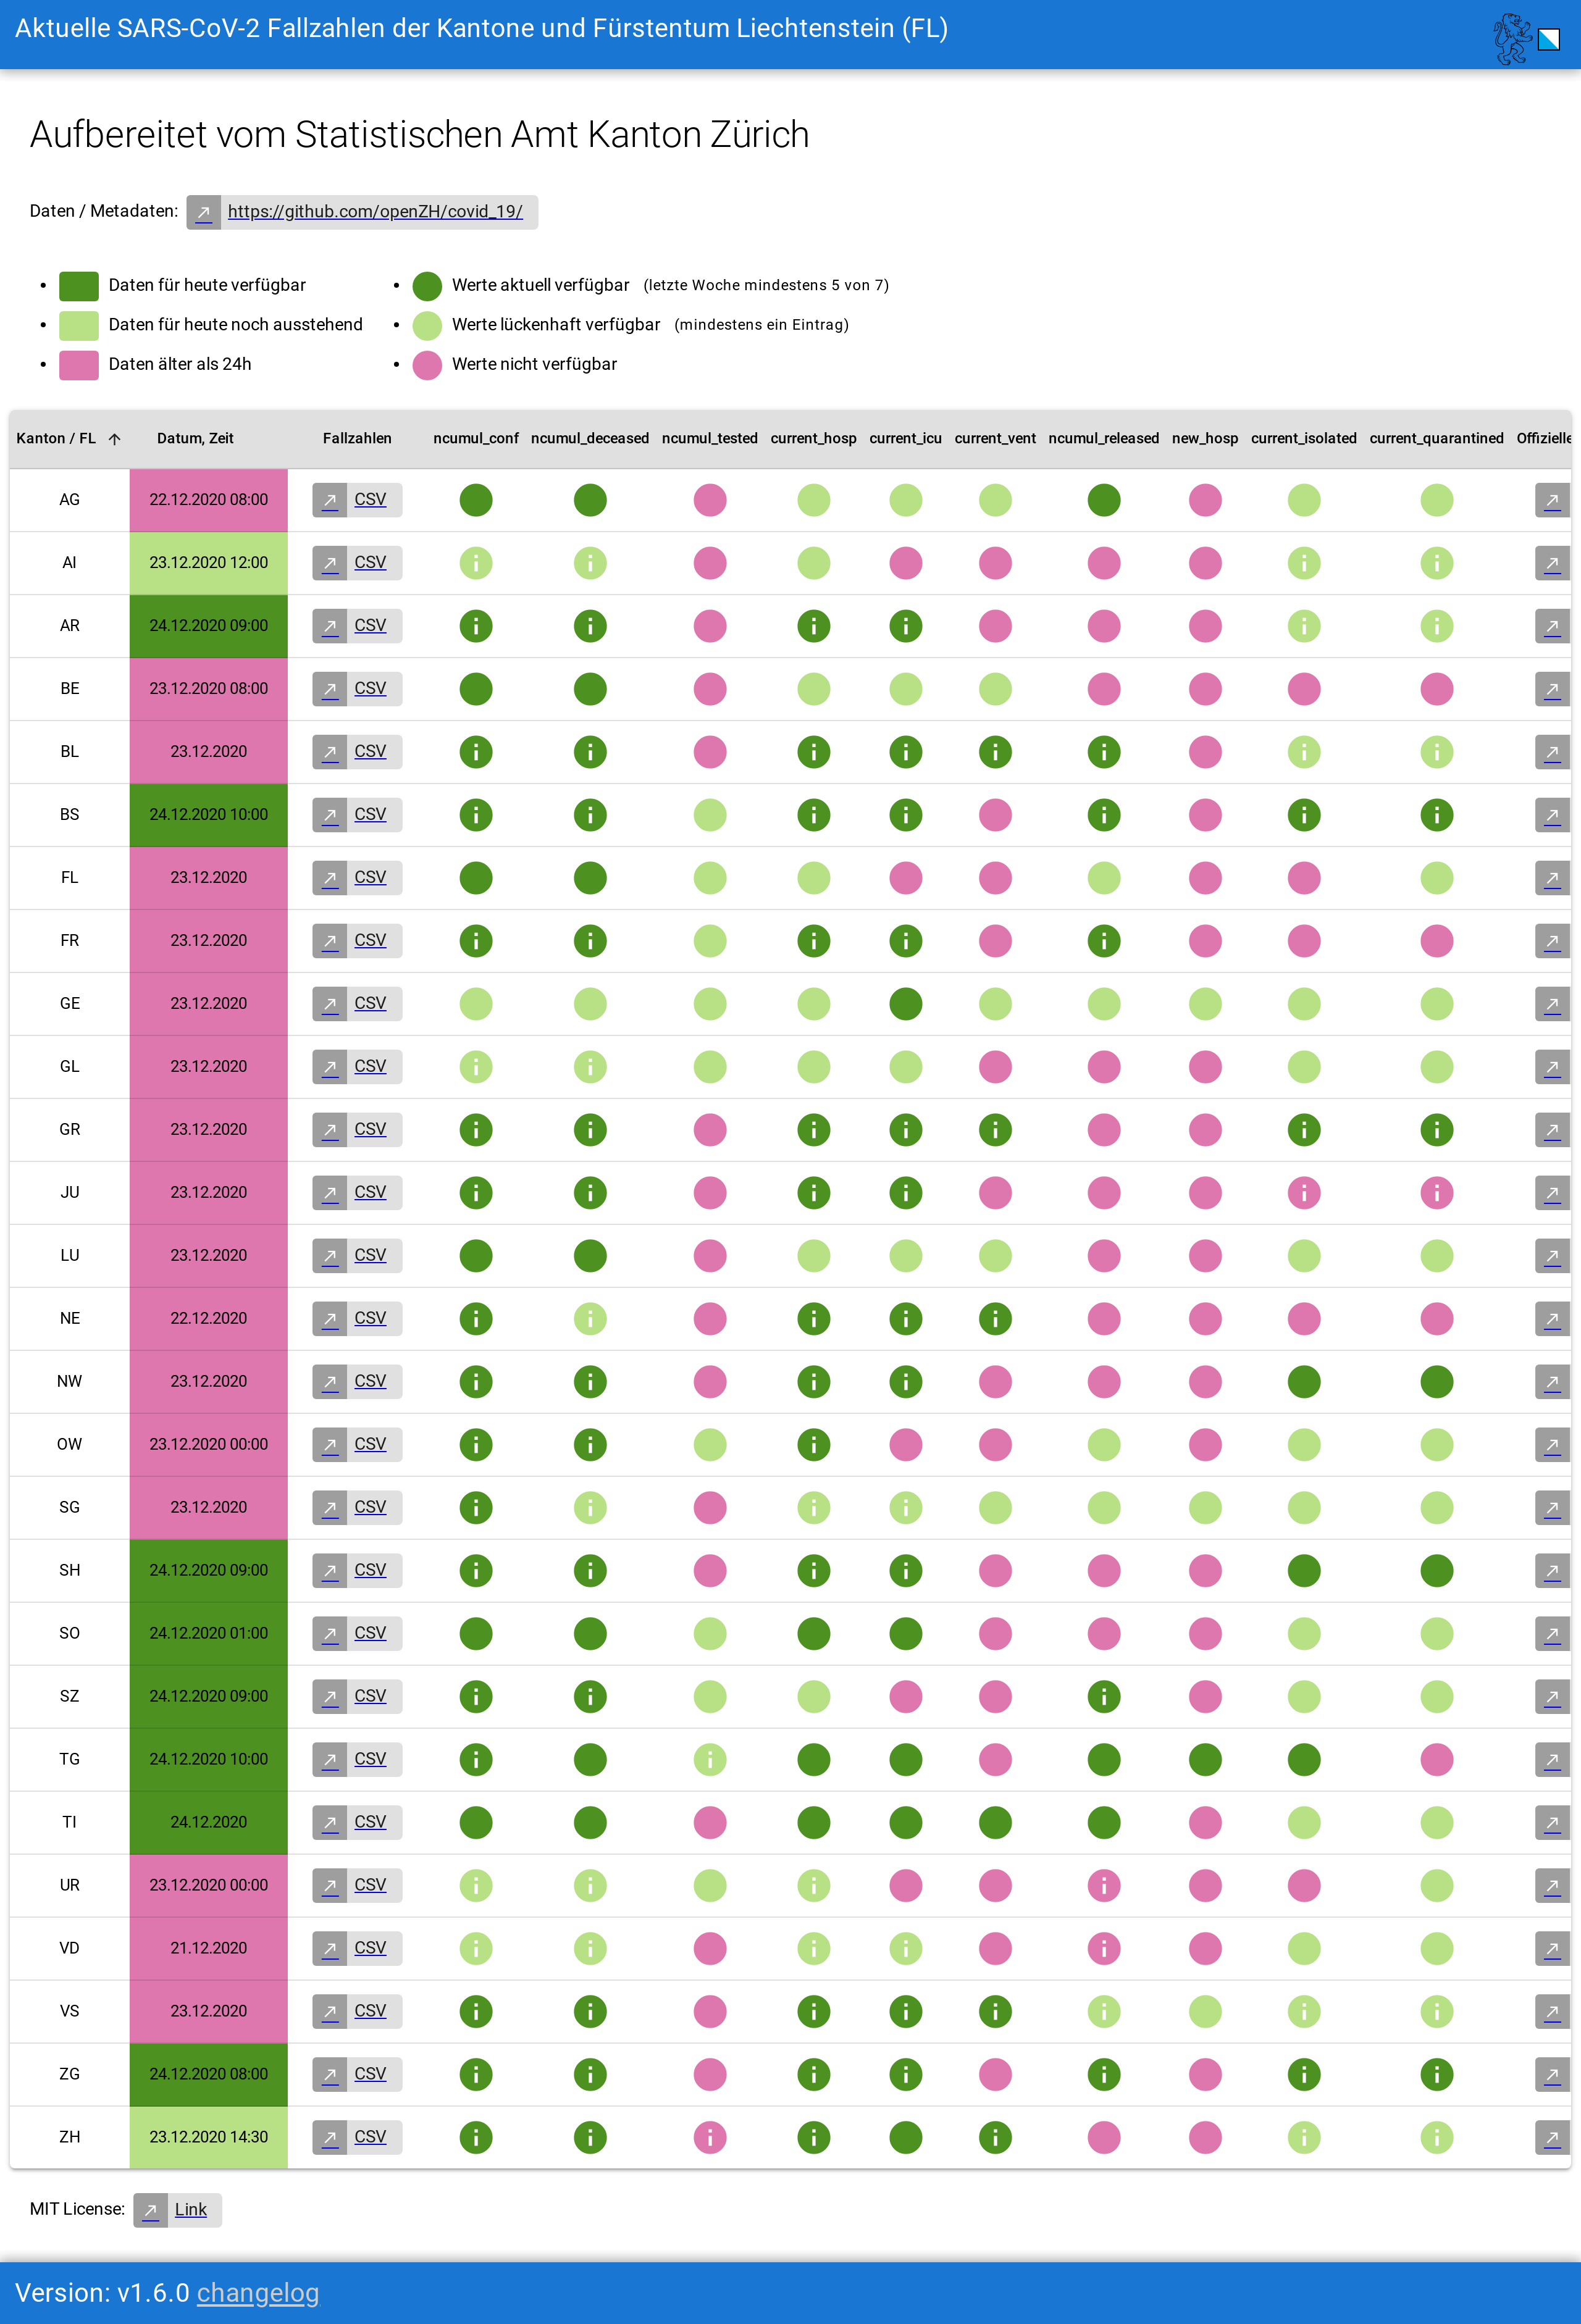 Aktuelle SARS-CoV-2 Fallzahlen der Kantone und Fürstentum Liechtenstein (FL)
Aufbereitet vom Statistischen Amt Kanton Zürich
Daten / Metadaten: https://github.com/openZH/covid_19/
Daten für heute verfügbar
Daten für heute noch ausstehend
Daten älter als 24h
Werte aktuell verfügbar (letzte Woche mindestens 5 von 7)
Werte lückenhaft verfügbar (mindestens ein Eintrag)
Werte nicht verfügbar
Kanton / FL Datum, Zeit Fallzahlen ncumul_conf ncumul_deceased ncumul_tested current_hosp current_icu current_vent ncumul_released new_hosp current_isolated current_quarantined Offizielle
AG 22.12.2020 08:00 CSV
AI 23.12.2020 12:00 CSV
AR 24.12.2020 09:00 CSV
BE 23.12.2020 08:00 CSV
BL 23.12.2020 CSV
BS 24.12.2020 10:00 CSV
FL 23.12.2020 CSV
FR 23.12.2020 CSV
GE 23.12.2020 CSV
GL 23.12.2020 CSV
GR 23.12.2020 CSV
JU 23.12.2020 CSV
LU 23.12.2020 CSV
NE 22.12.2020 CSV
NW 23.12.2020 CSV
OW 23.12.2020 00:00 CSV
SG 23.12.2020 CSV
SH 24.12.2020 09:00 CSV
SO 24.12.2020 01:00 CSV
SZ 24.12.2020 09:00 CSV
TG 24.12.2020 10:00 CSV
TI 24.12.2020 CSV
UR 23.12.2020 00:00 CSV
VD 21.12.2020 CSV
VS 23.12.2020 CSV
ZG 24.12.2020 08:00 CSV
ZH 23.12.2020 14:30 CSV
MIT License: Link
Version: v1.6.0 changelog